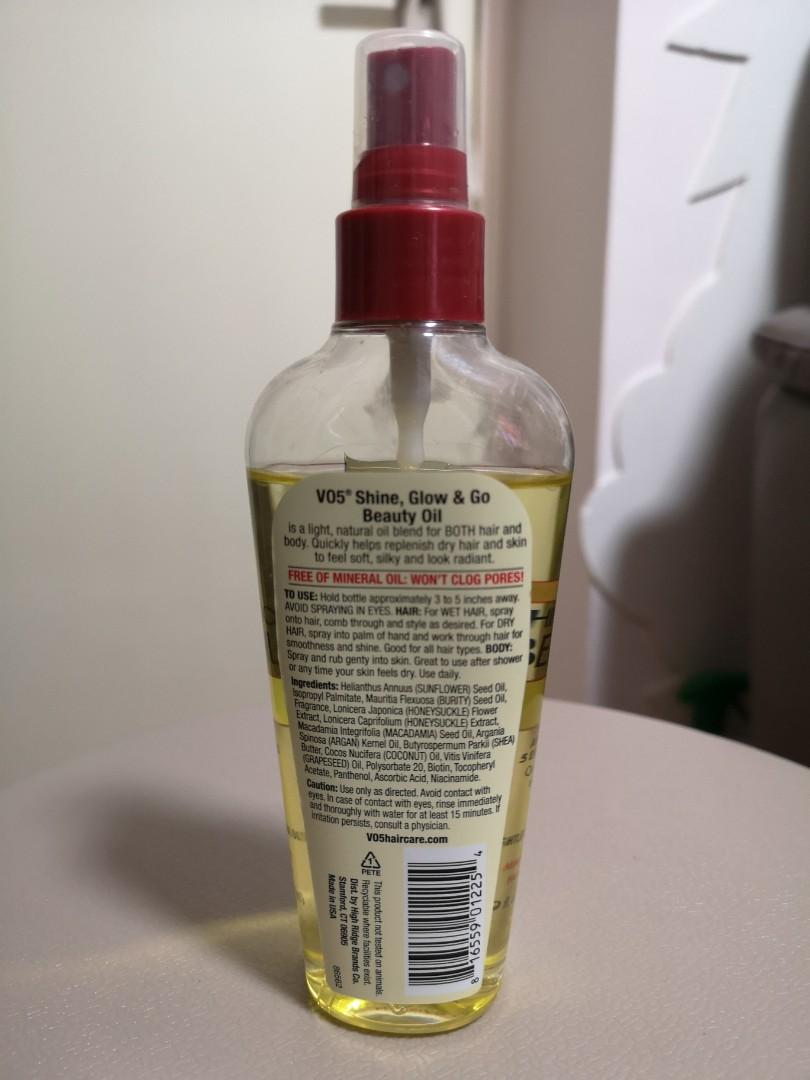 VO5® Shine, Glow & Go
Beauty Oil
is a light, natural oil blend for BOTH hair and
body. Quickly helps replenish dry hair and skin
to feel soft, silky and look radiant.
FREE OF MINERAL OIL: WON'T CLOG PORES!
TO USE: Hold bottle approximately 3 to 5 inches away.
AVOID SPRAYING IN EYES. HAIR: For WET HAIR, spray
onto hair, comb through and style as desired. For DRY
HAIR, spray into palm of hand and work through hair for
smoothness and shine. Good for all hair types. BODY:
Spray and rub genty into skin. Great to use after shower
or any time your skin feels dry. Use daily.
Ingredients: Helianthus Annuus (SUNFLOWER) Seed Oil,
Isopropyl Palmitate, Mauritia Flexuosa (BURITY) Seed Oil,
Fragrance, Lonicera Japonica (HONEYSUCKLE) Flower
Extract, Lonicera Caprifolium (HONEYSUCKLE) Extract,
Macadamia Integrifolia (MACADAMIA) Seed Oil, Argania
Spinosa (ARGAN) Kernel Oil, Butyrospermum Parkii (SHEA)
Butter, Cocos Nucifera (COCONUT) Oil, Vitis Vinifera
(GRAPESEED) Oil, Polysorbate 20, Biotin, Tocopheryl
Acetate, Panthenol, Ascorbic Acid, Niacinamide.
Caution: Use only as directed. Avoid contact with
eyes. In case of contact with eyes, rinse immediately
and thoroughly with water for at least 15 minutes. If
irritation persists, consult a physician.
VO5haircare.com
1
PETE
This product not tested on animals.
Recyclable where facilities exist.
Dist. by High Ridge Brands Co.
Stamford, CT 06905
Made in USA
8 16559 01225 4